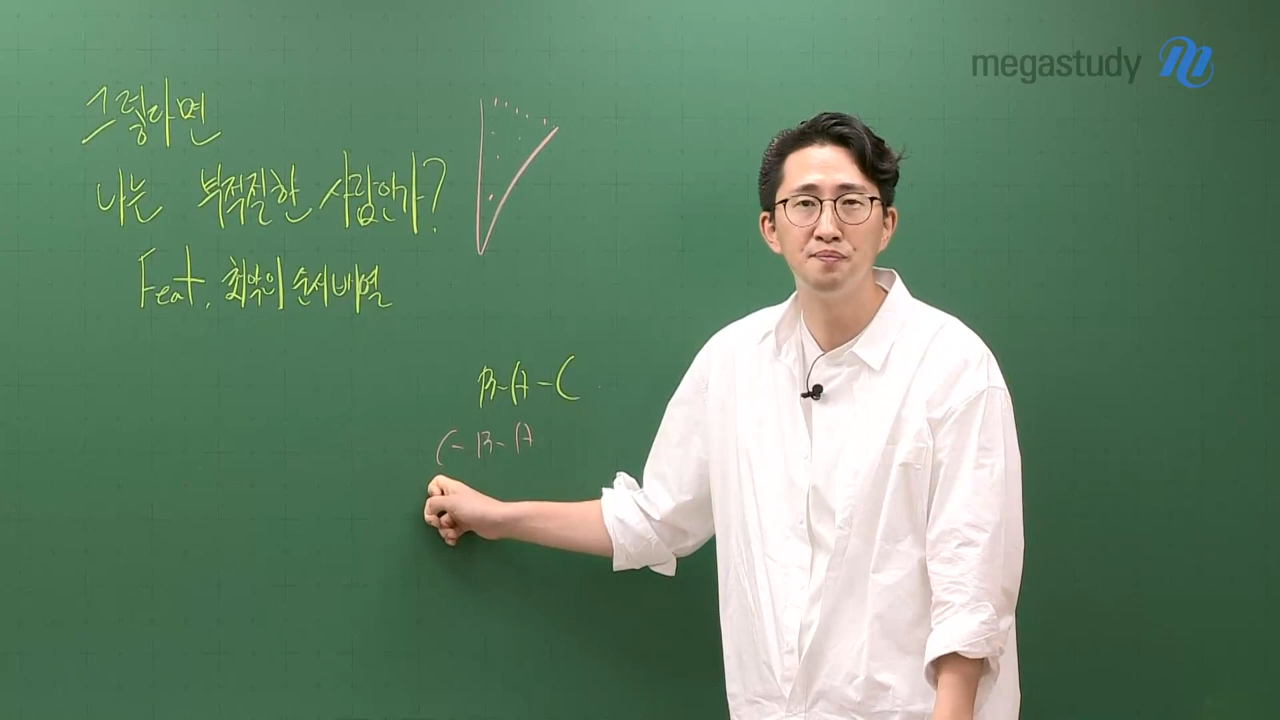 megastudy
그렇다면
나는 부적절한 사람인가?
Feat. 최악의 순서배열
B-A-C
C-B-A